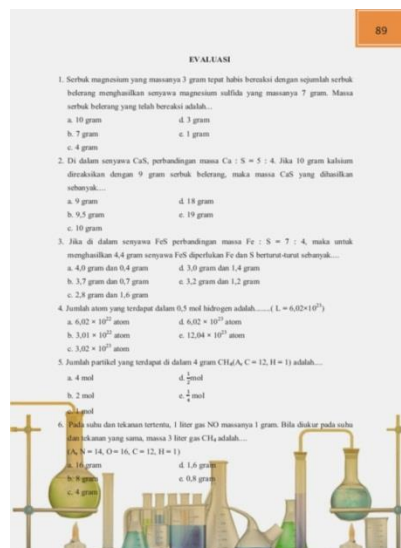 89
EVALUASI
1. Serbuk magnesium yang massanya 3 gram tepat habis bereaksi dengan sejumlah serbuk
belerang menghasilkan senyawa magnesium sulfida yang massanya 7 gram. Massa
serbuk belerang yang telah bereaksi adalah...
a. 10 gram d. 3 gram
b. 7 gram e. 1 gram
c. 4 gram
2. Di dalam senyawa CaS, perbandingan massa Ca : S = 5 : 4. Jika 10 gram kalsium
direaksikan dengan 9 gram serbuk belerang, maka massa CaS yang dihasilkan
sebanyak....
a. 9 gram d. 18 gram
b. 9,5 gram e. 19 gram
c. 10 gram
3. Jika di dalam senyawa FeS perbandingan massa Fe : S = 7 : 4, maka untuk
menghasilkan 4,4 gram senyawa FeS diperlukan Fe dan S berturut-turut sebanyak....
a. 4,0 gram dan 0,4 gram d. 3,0 gram dan 1,4 gram
b. 3,7 gram dan 0,7 gram e. 3,2 gram dan 1,2 gram
c. 2,8 gram dan 1,6 gram
4. Jumlah atom yang terdapat dalam 0,5 mol hidrogen adalah.......( L = 6,02×10²³)
a. 6,02 × 10 atom d. 6,02 × 10 atom
b. 3,01 × 10 atom e. 12,04 × 10 atom
c. 3,02 × 10 atom
5. Jumlah partikel yang terdapat di dalam 4 gram CH₄(Aᵣ C = 12, H = 1) adalah....
a. 4 mol d. ½ mol
b. 2 mol e. ¼ mol
c. 1 mol
6. Pada suhu dan tekanan tertentu, 1 liter gas NO massanya 1 gram. Bila diukur pada suhu
dan tekanan yang sama, massa 3 liter gas CH₄ adalah....
(Aᵣ N = 14, O = 16, C = 12, H = 1)
a. 16 gram d. 1,6 gram
b. 8 gram e. 0,8 gram
c. 4 gram